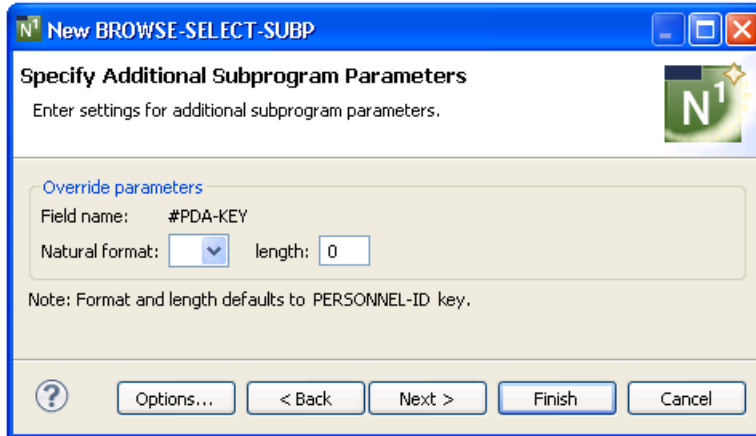 N1 New BROWSE-SELECT-SUBP
Specify Additional Subprogram Parameters
Enter settings for additional subprogram parameters.
N1
Override parameters
Field name: #PDA-KEY
Natural format: length: 0
Note: Format and length defaults to PERSONNEL-ID key.
? Options... < Back Next > Finish Cancel